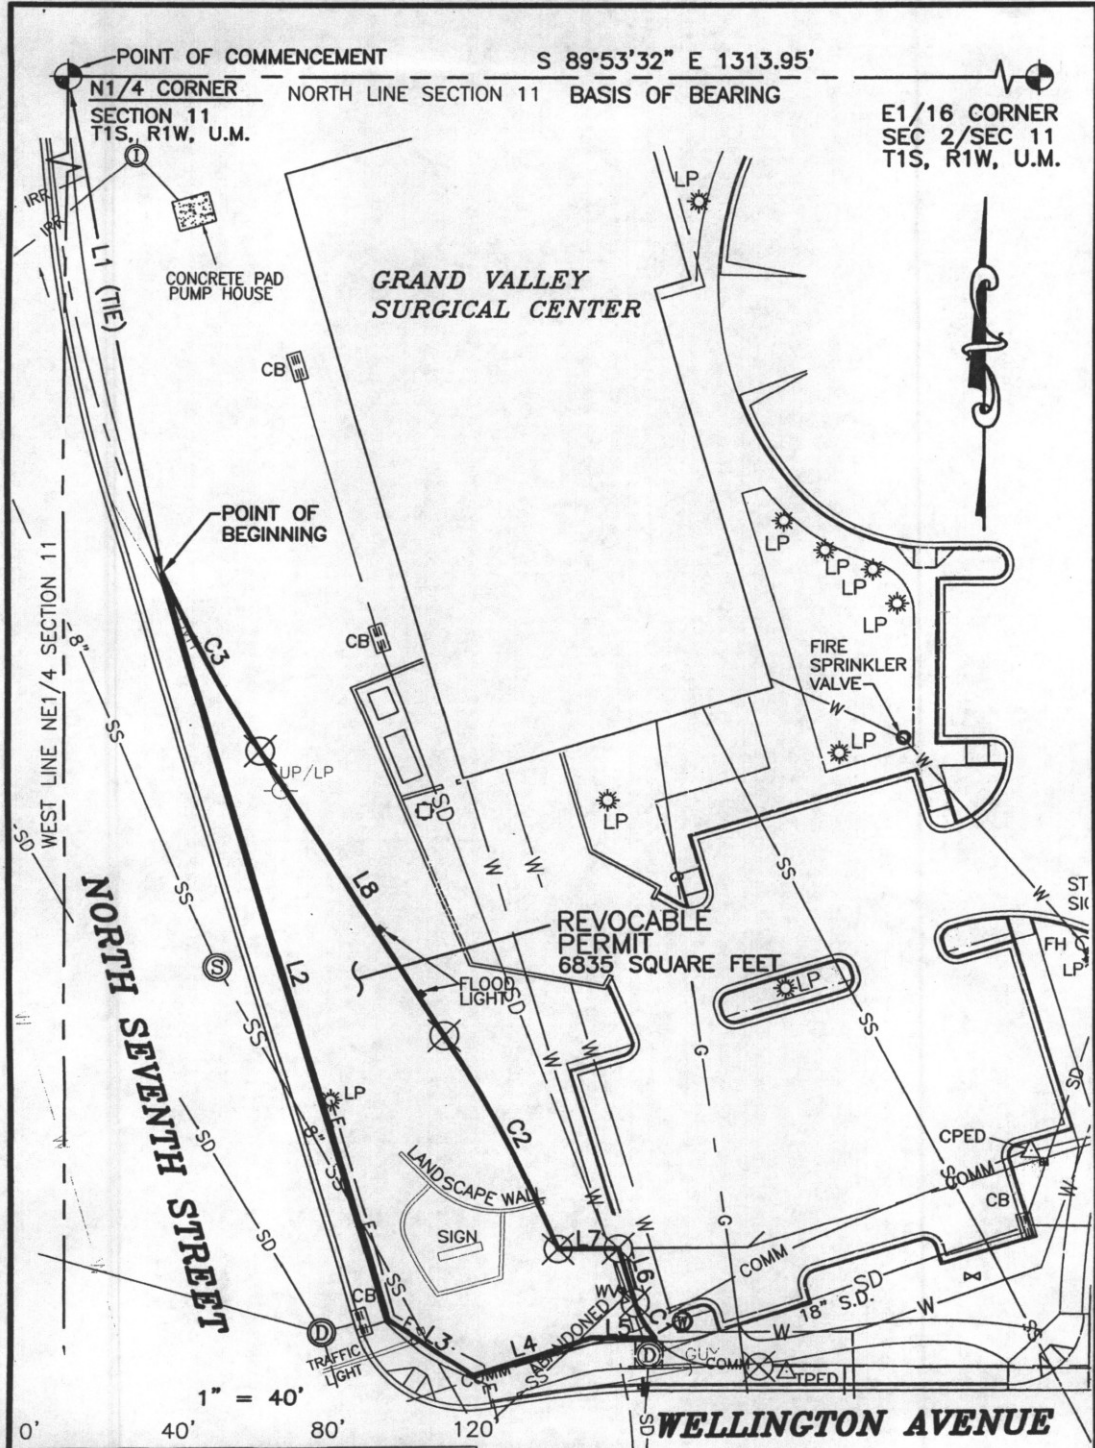 POINT OF COMMENCEMENT
S 89°53'32" E 1313.95'
N1/4 CORNER
SECTION 11
T1S, R1W, U.M.
NORTH LINE SECTION 11
BASIS OF BEARING
E1/16 CORNER
SEC 2/SEC 11
T1S, R1W, U.M.
I
IRR
IRR
L1 (TIE)
CONCRETE PAD
PUMP HOUSE
GRAND VALLEY
SURGICAL CENTER
LP
CB
POINT OF
BEGINNING
WEST LINE NE1/4 SECTION 11
LP
LP
LP
LP
8"
SS
C3
CB
FIRE
SPRINKLER
VALVE
W
LP
W
UP/LP
SD
LP
SD
W
W
SS
L8
G
W
ST
REVOCABLE
PERMIT
6835 SQUARE FEET
FH
LP
NORTH SEVENTH STREET
SS
S
L2
FLOOD
LIGHT
SD
LP
SS
W
W
G
SS
SD
LP
8" SS
C2
CPED
COMM
LANDSCAPE WALL
SIGN
W
W
G
CB
W
SD
SD
L7
COMM
L6
WV
SD
18" S.D.
W
D
CB
SS
L3
L4
ABANDONED
L5
W
W
SS
TRAFFIC
LIGHT
COMM
SS
D
GUY
COMM
TPED
1" = 40'
0'
40'
80'
120
SD
WELLINGTON AVENUE